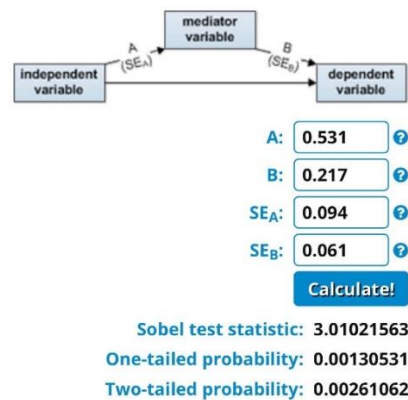 mediator
variable
A
(SEA)
B
(SEB)
independent
variable
dependent
variable
A: 0.531 ?
B: 0.217 ?
SEA: 0.094 ?
SEB: 0.061 ?
Calculate!
Sobel test statistic: 3.01021563
One-tailed probability: 0.00130531
Two-tailed probability: 0.00261062